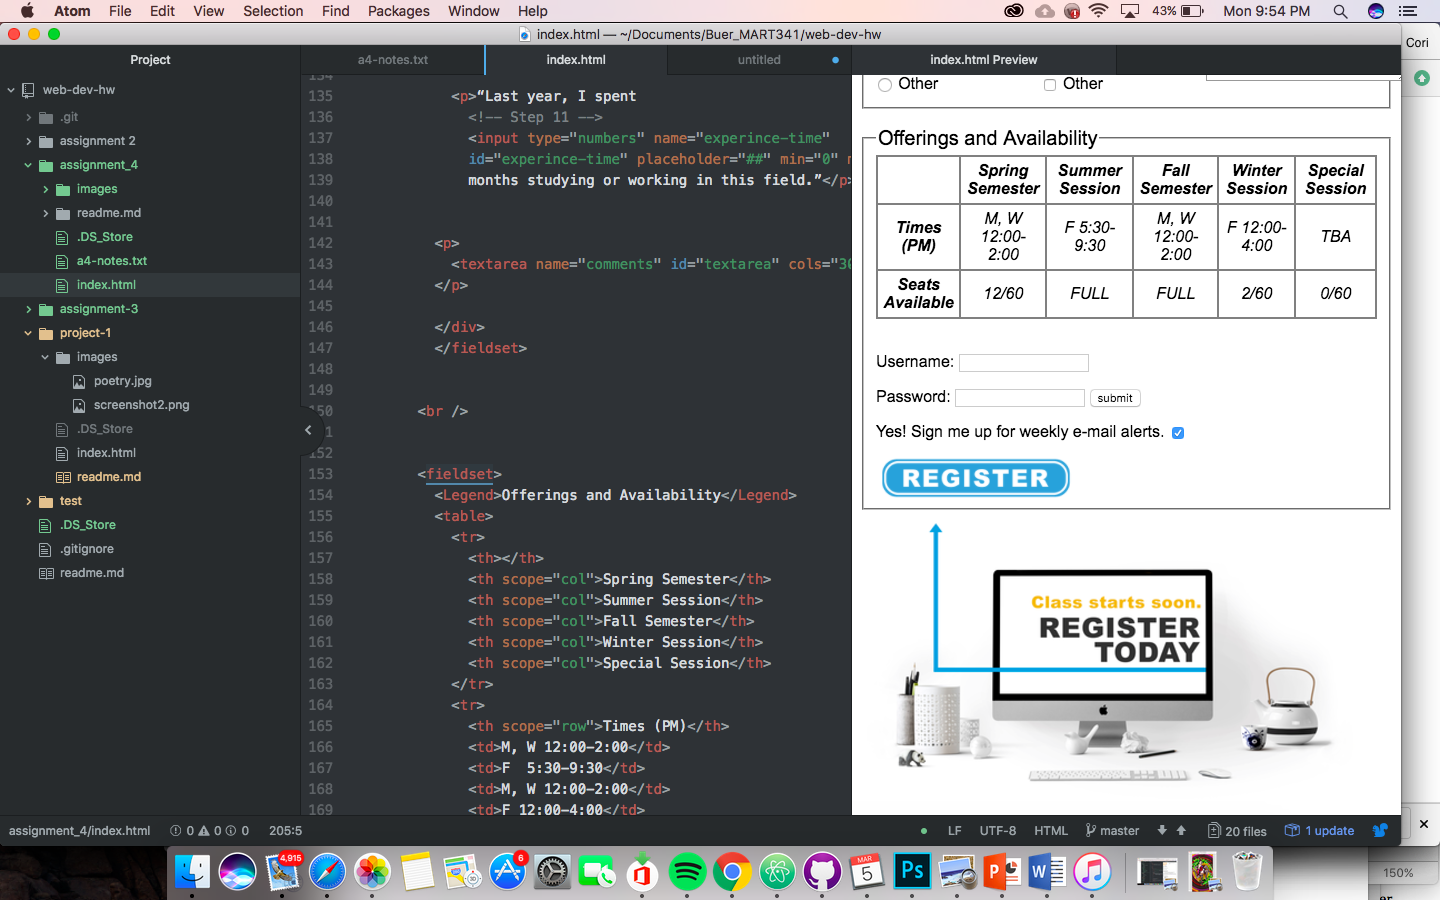 Atom File Edit View Selection Find Packages Window Help 43% Mon 9:54 PM
index.html — ~/Documents/Buer_MART341/web-dev-hw
Cori
Project
web-dev-hw
.git
assignment 2
assignment_4
images
readme.md
.DS_Store
a4-notes.txt
index.html
assignment-3
project-1
images
poetry.jpg
screenshot2.png
.DS_Store
index.html
readme.md
test
.DS_Store
.gitignore
readme.md
a4-notes.txt index.html untitled index.html Preview
134
135 <p>“Last year, I spent
136 <!-- Step 11 -->
137 <input type="numbers" name="experince-time"
138 id="experince-time" placeholder="##" min="0"
139 months studying or working in this field.”</p>
140
141
142 <p>
143 <textarea name="comments" id="textarea" cols="30
144 </p>
145
146 </div>
147 </fieldset>
148
149
150 <br />
152
153 <fieldset>
154 <Legend>Offerings and Availability</Legend>
155 <table>
156 <tr>
157 <th></th>
158 <th scope="col">Spring Semester</th>
159 <th scope="col">Summer Session</th>
160 <th scope="col">Fall Semester</th>
161 <th scope="col">Winter Session</th>
162 <th scope="col">Special Session</th>
163 </tr>
164 <tr>
165 <th scope="row">Times (PM)</th>
166 <td>M, W 12:00-2:00</td>
167 <td>F  5:30-9:30</td>
168 <td>M, W 12:00-2:00</td>
169 <td>F 12:00-4:00</td>
Other Other
Offerings and Availability
Spring Semester Summer Session Fall Semester Winter Session Special Session
Times (PM) M, W 12:00-2:00 F 5:30-9:30 M, W 12:00-2:00 F 12:00-4:00 TBA
Seats Available 12/60 FULL FULL 2/60 0/60
Username:
Password: submit
Yes! Sign me up for weekly e-mail alerts.
REGISTER
Class starts soon.
REGISTER
TODAY
assignment_4/index.html 0 0 0 205:5 LF UTF-8 HTML master 20 files 1 update
4,915
6
MAR
5
Ps
150%